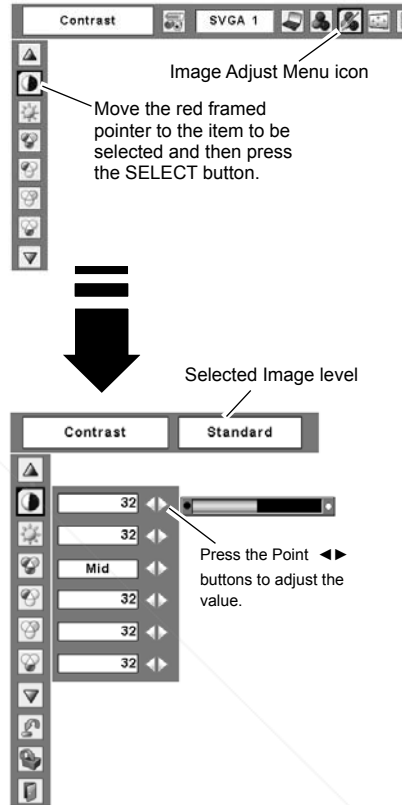 Contrast
SVGA 1
Image Adjust Menu icon
Move the red framed
pointer to the item to be
selected and then press
the SELECT button.
Selected Image level
Contrast
Standard
32
32
Mid
32
32
32
Press the Point ◄►
buttons to adjust the
value.